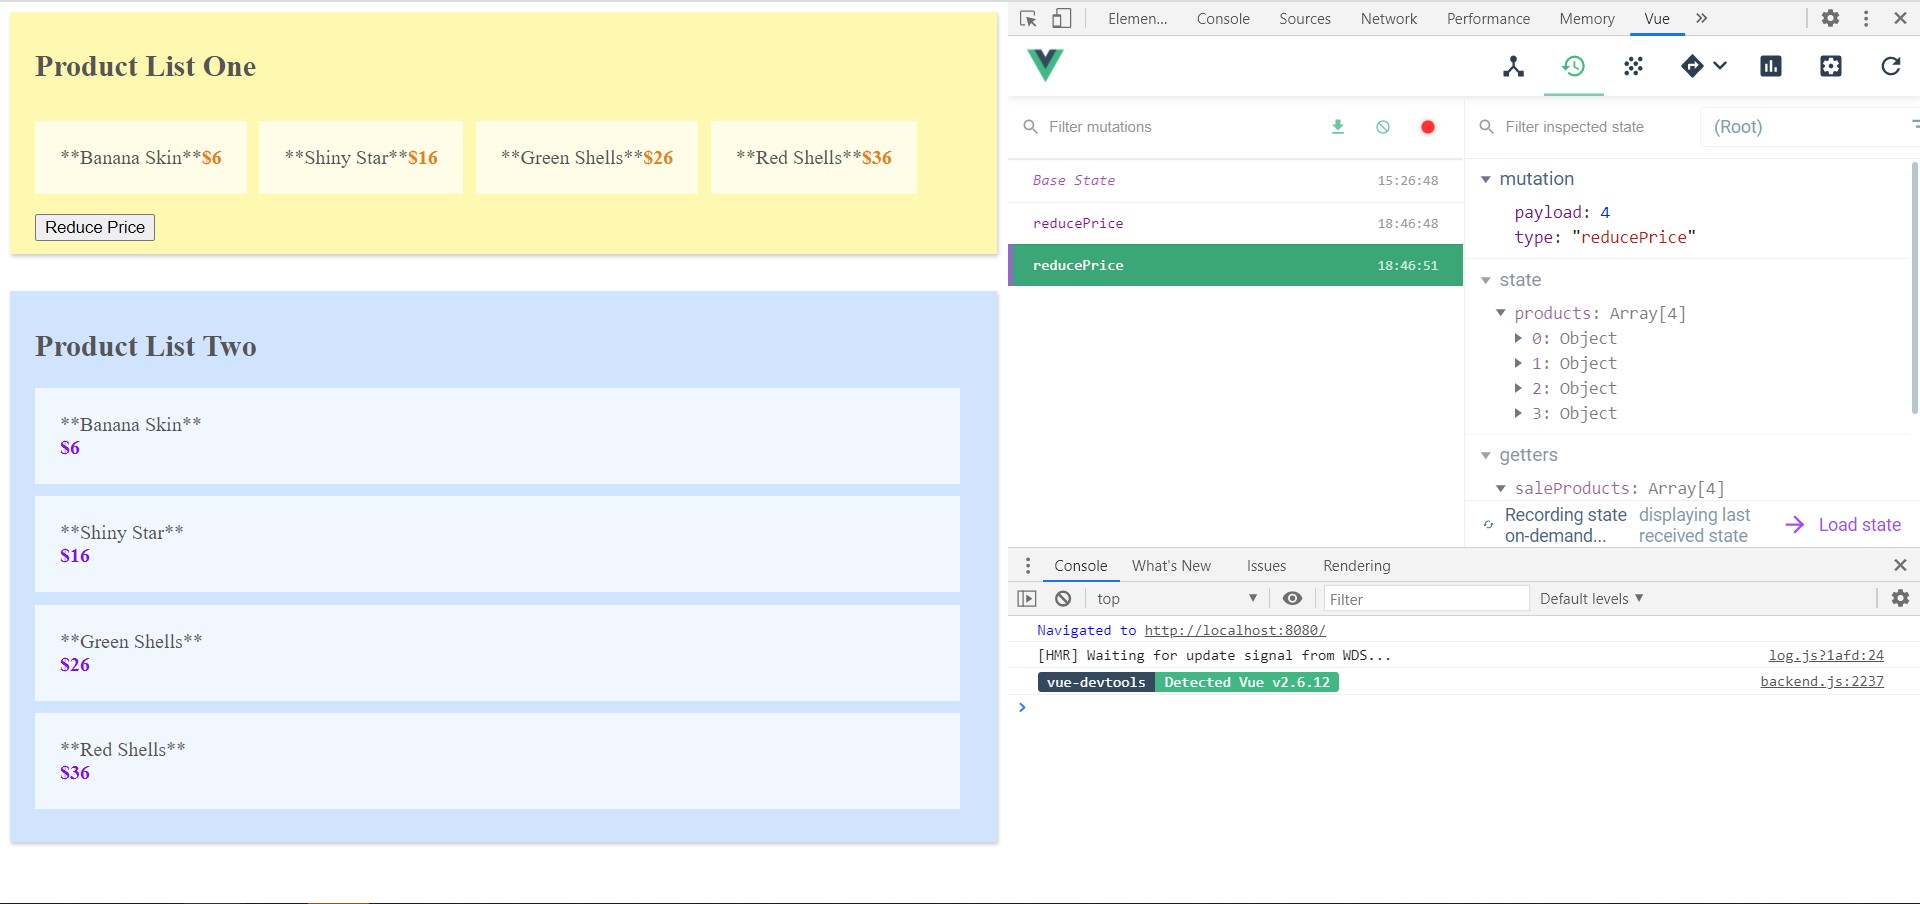 Product List One
**Banana Skin**$6
**Shiny Star**$16
**Green Shells**$26
**Red Shells**$36
Reduce Price
Product List Two
**Banana Skin**
$6
**Shiny Star**
$16
**Green Shells**
$26
**Red Shells**
$36
Elemen... Console Sources Network Performance Memory Vue »
Filter mutations
Base State 15:26:48
reducePrice 18:46:48
reducePrice 18:46:51
Filter inspected state (Root)
mutation
payload: 4
type: "reducePrice"
state
products: Array[4]
0: Object
1: Object
2: Object
3: Object
getters
saleProducts: Array[4]
Recording state
on-demand...
displaying last
received state
Load state
Console What's New Issues Rendering
top Filter Default levels
Navigated to http://localhost:8080/
[HMR] Waiting for update signal from WDS... log.js?1afd:24
vue-devtools Detected Vue v2.6.12 backend.js:2237